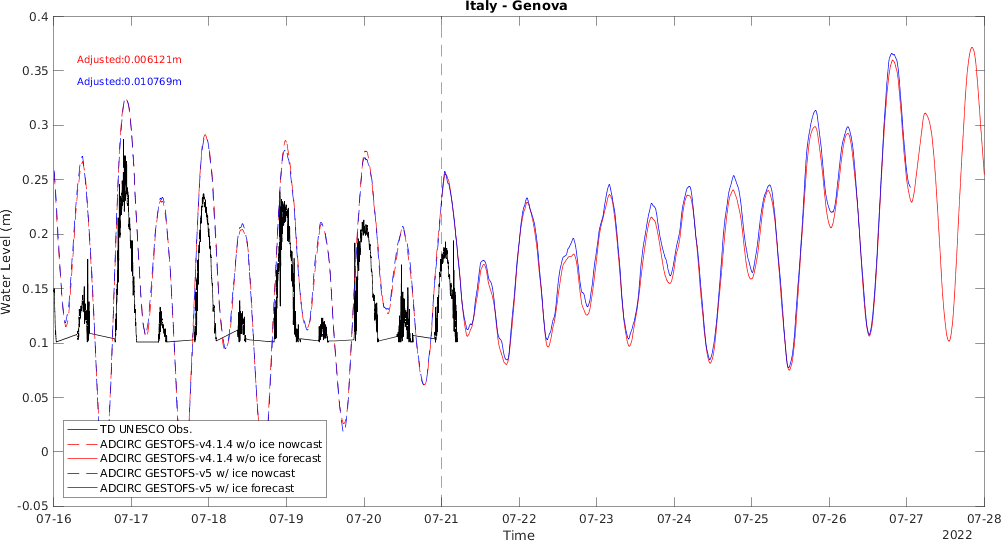 Italy - Genova
0.4
0.35
0.3
0.25
0.2
0.15
0.1
0.05
0
-0.05
Water Level (m)
Adjusted:0.006121m
Adjusted:0.010769m
TD UNESCO Obs.
ADCIRC GESTOFS-v4.1.4 w/o ice nowcast
ADCIRC GESTOFS-v4.1.4 w/o ice forecast
ADCIRC GESTOFS-v5 w/ ice nowcast
ADCIRC GESTOFS-v5 w/ ice forecast
07-16 07-17 07-18 07-19 07-20 07-21 07-22 07-23 07-24 07-25 07-26 07-27 07-28
Time
2022